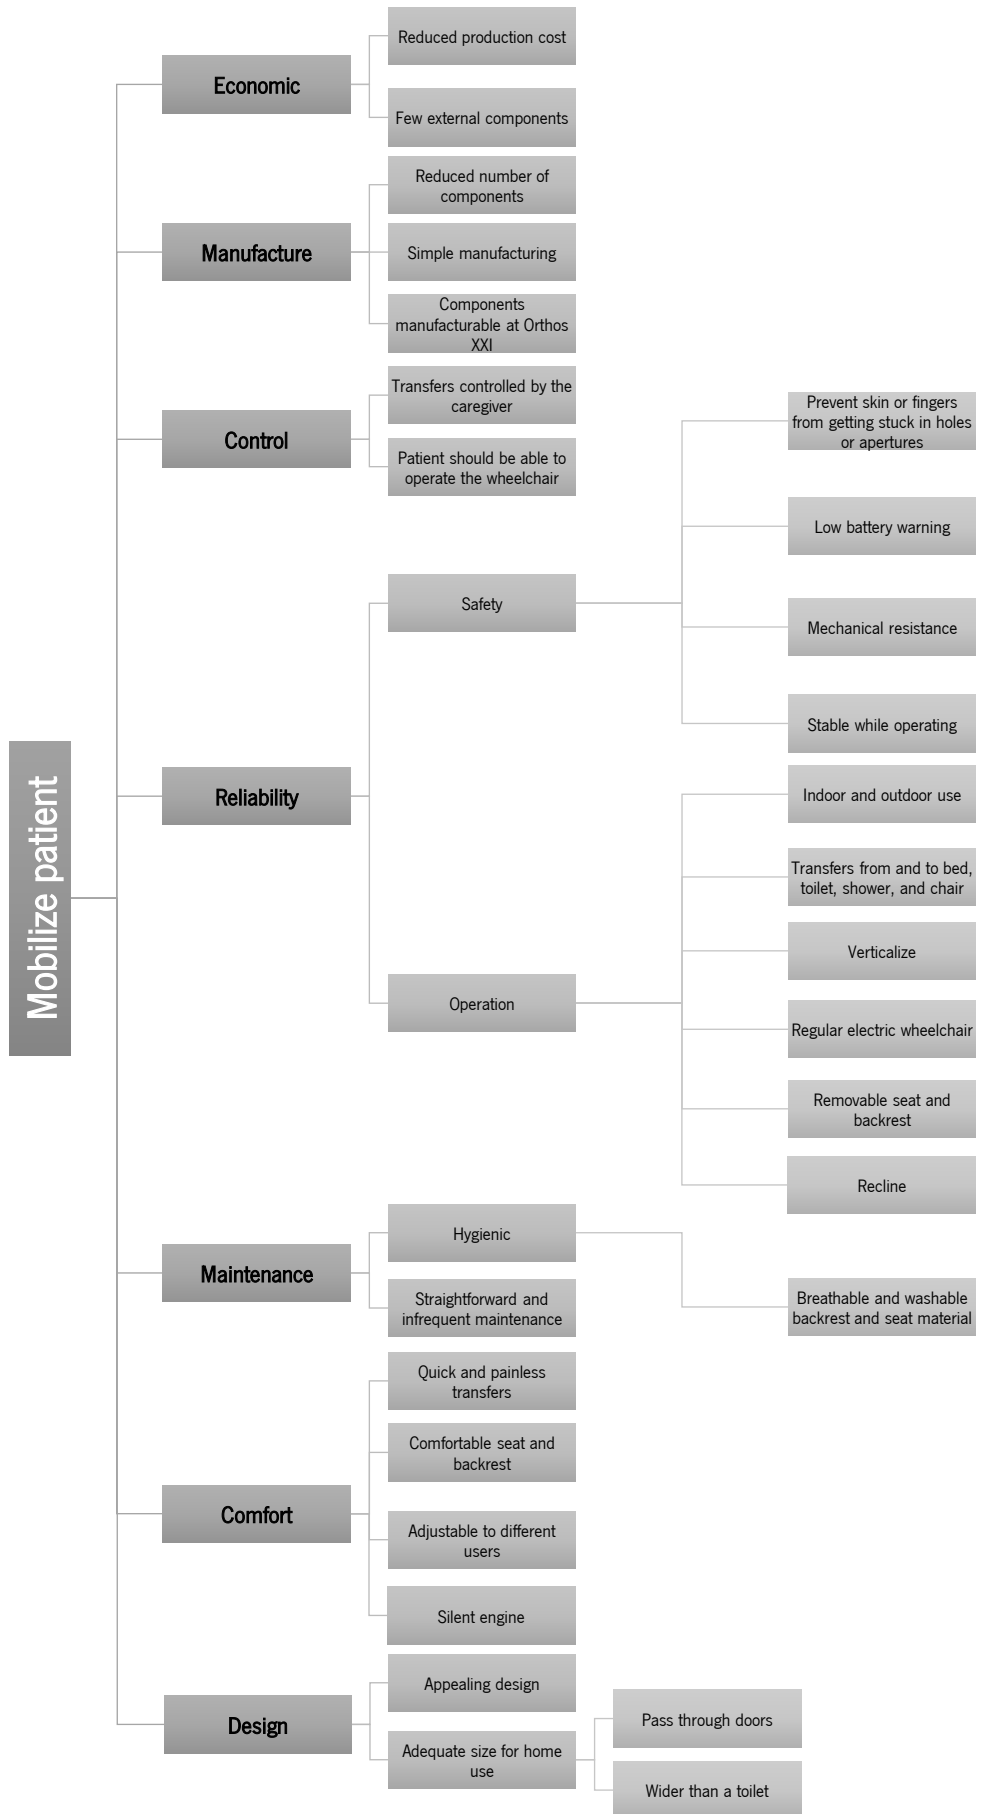 Mobilize patient
Economic
Reduced production cost
Few external components
Manufacture
Reduced number of
components
Simple manufacturing
Components
manufacturable at Orthos
XXI
Control
Transfers controlled by the
caregiver
Patient should be able to
operate the wheelchair
Reliability
Safety
Prevent skin or fingers
from getting stuck in holes
or apertures
Low battery warning
Mechanical resistance
Stable while operating
Operation
Indoor and outdoor use
Transfers from and to bed,
toilet, shower, and chair
Verticalize
Regular electric wheelchair
Removable seat and
backrest
Recline
Maintenance
Hygienic
Breathable and washable
backrest and seat material
Straightforward and
infrequent maintenance
Comfort
Quick and painless
transfers
Comfortable seat and
backrest
Adjustable to different
users
Silent engine
Design
Appealing design
Adequate size for home
use
Pass through doors
Wider than a toilet